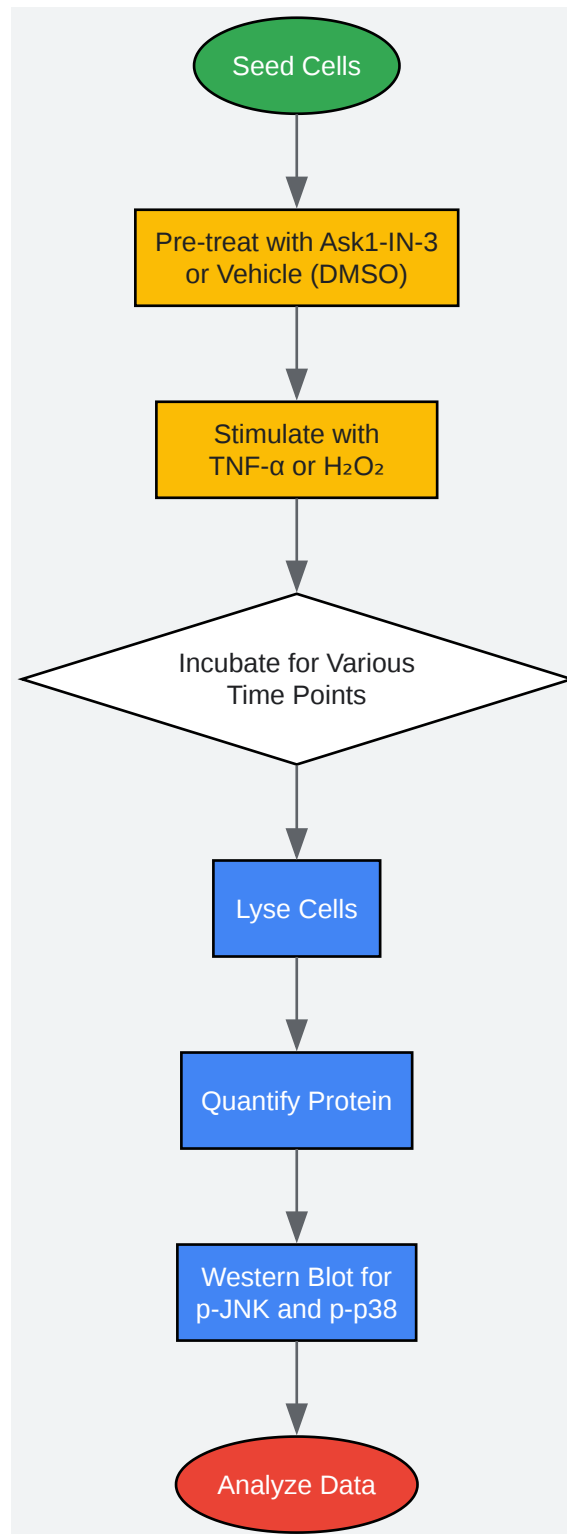 Seed Cells
Pre-treat with Ask1-IN-3
or Vehicle (DMSO)
Stimulate with
TNF-α or H₂O₂
Incubate for Various
Time Points
Lyse Cells
Quantify Protein
Western Blot for
p-JNK and p-p38
Analyze Data